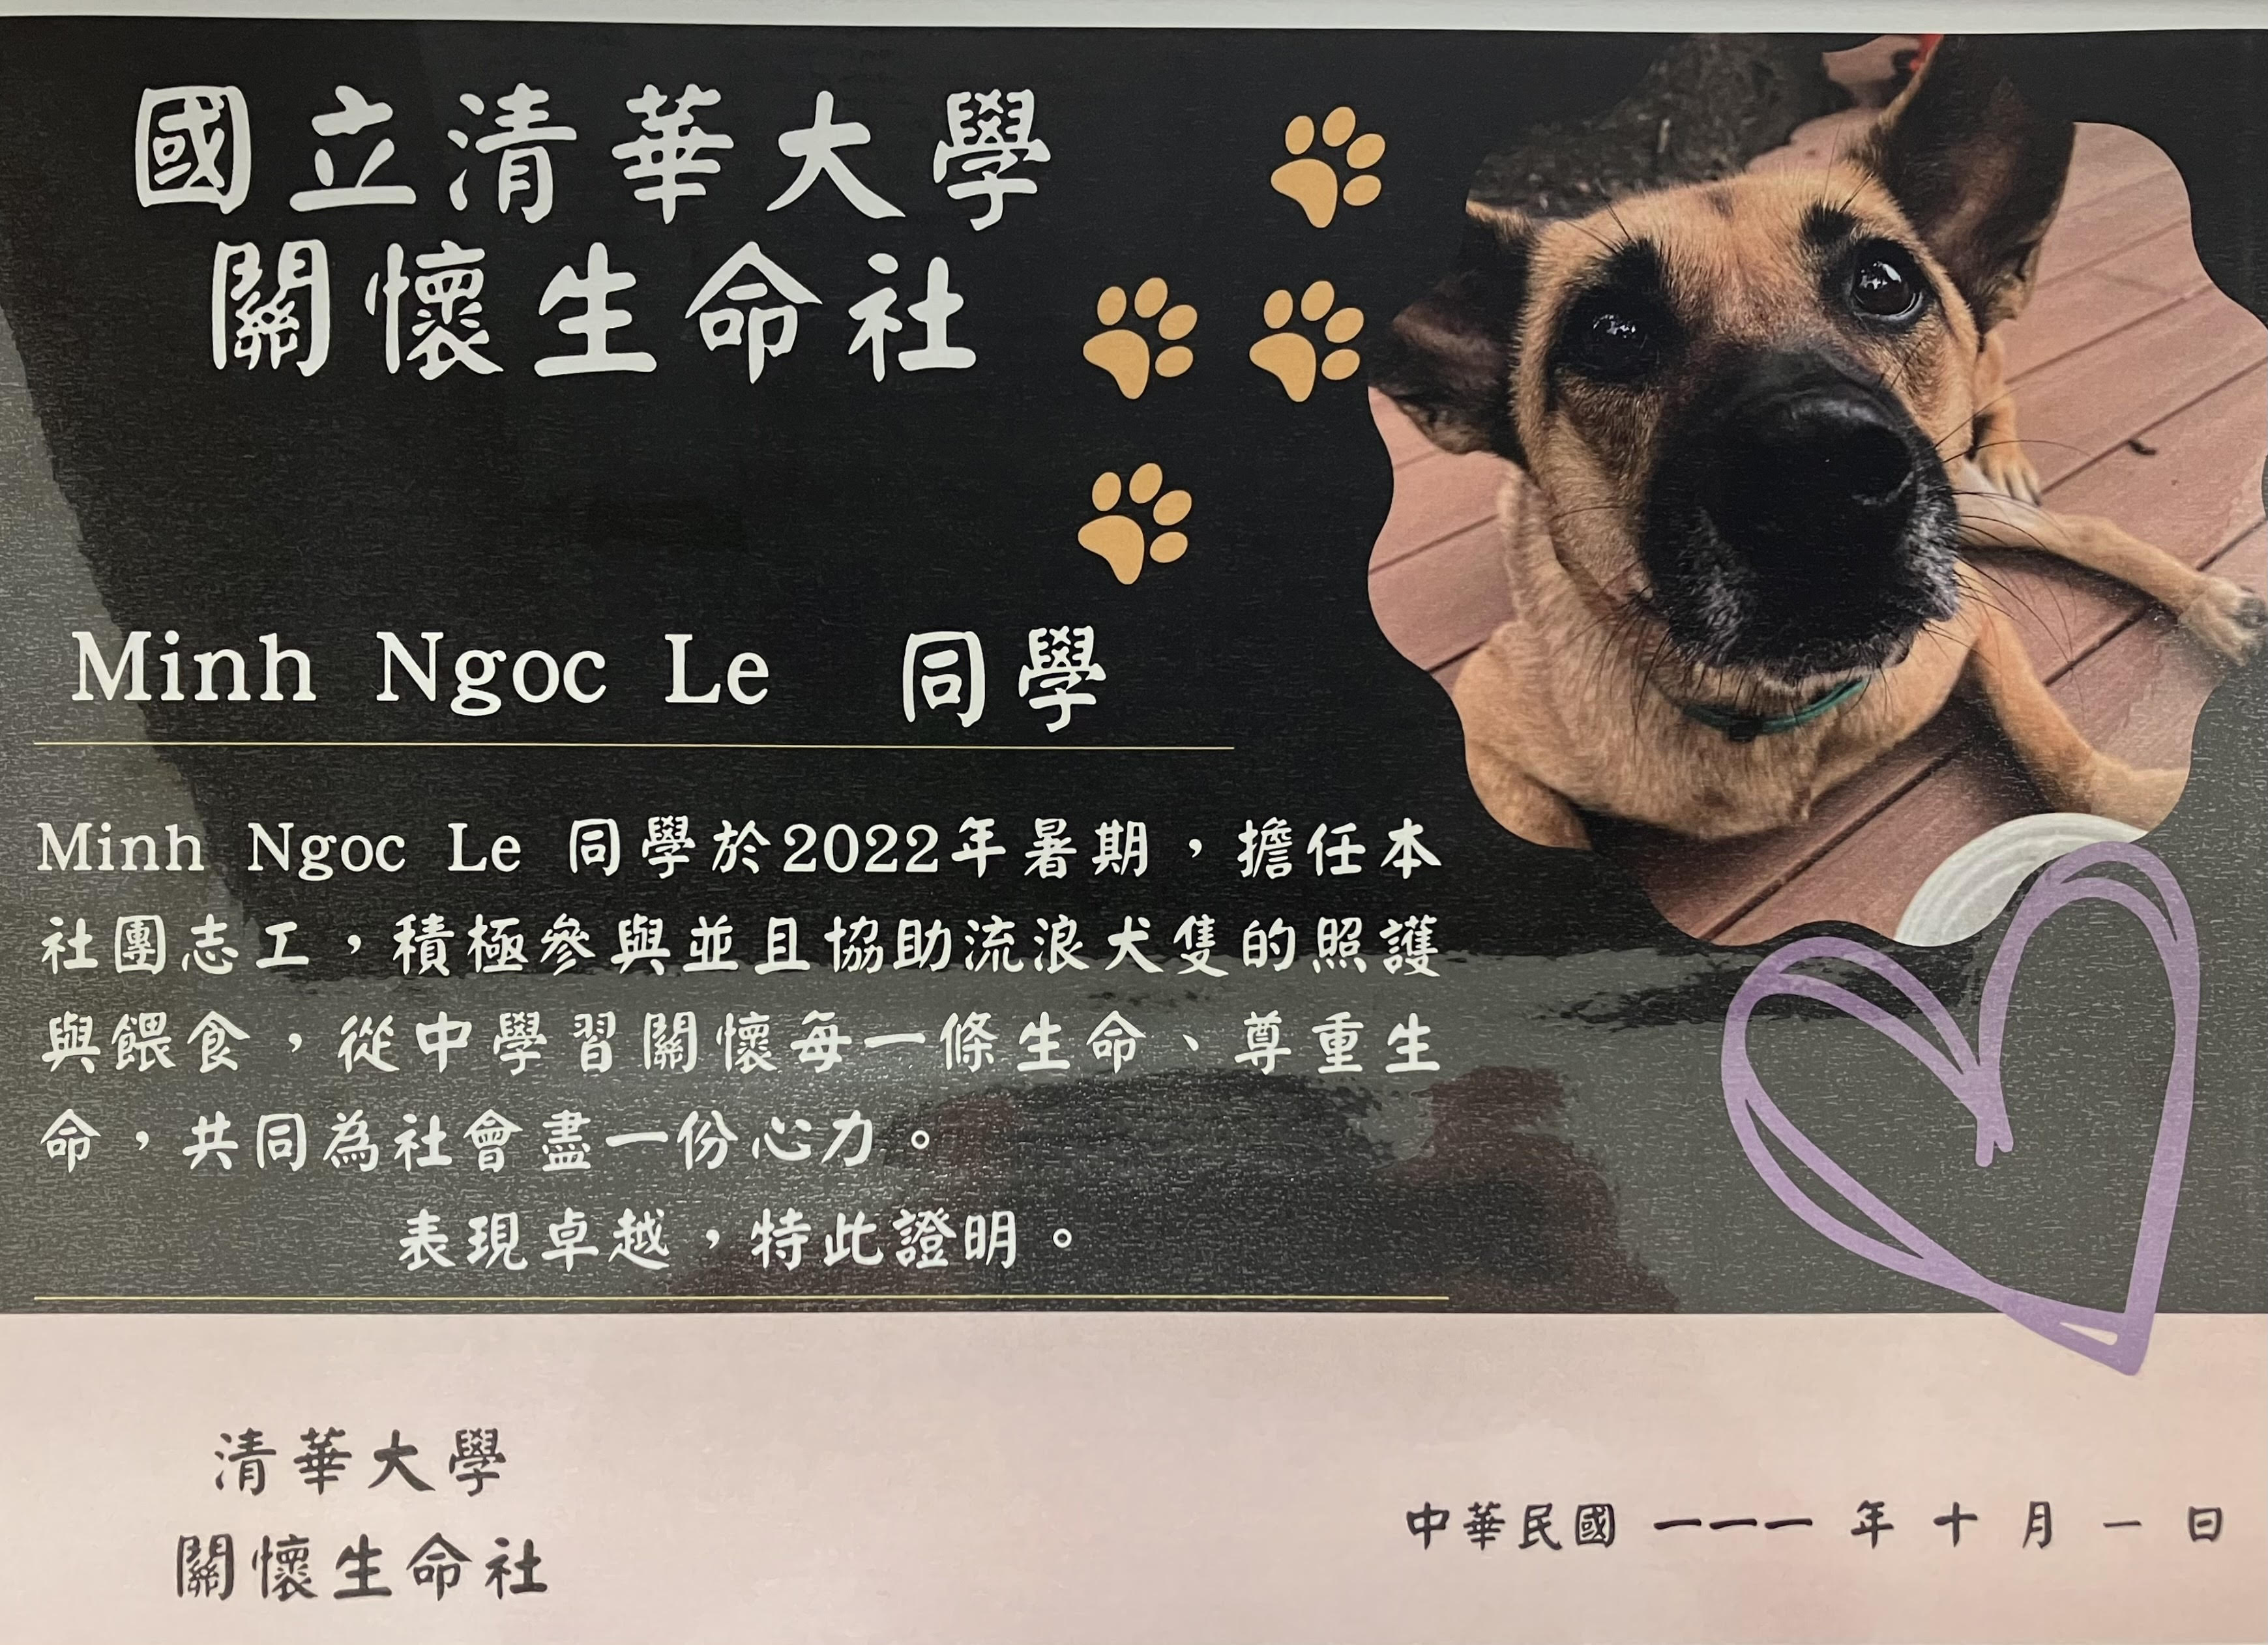 國立清華大學
關懷生命社
Minh Ngoc Le 同學
Minh Ngoc Le 同學於2022年暑期，擔任本
社團志工，積極參與並且協助流浪犬隻的照護
與餵食，從中學習關懷每一條生命、尊重生
命，共同為社會盡一份心力。
表現卓越，特此證明。
清華大學
關懷生命社
中華民國 一一一 年 十 月 一 日